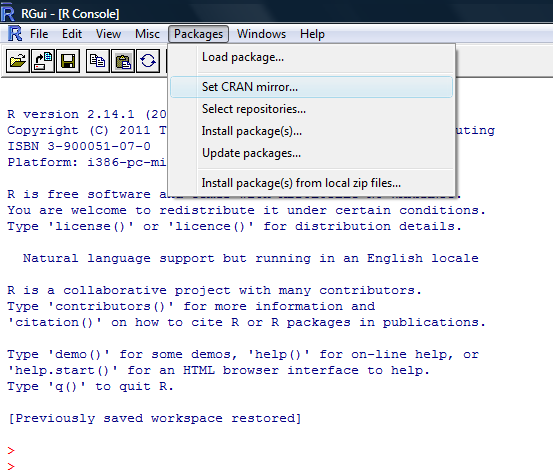 R RGui - [R Console]
R File Edit View Misc Packages Windows Help
Load package...
Set CRAN mirror...
Select repositories...
Install package(s)...
Update packages...
Install package(s) from local zip files...
R version 2.14.1 (20
Copyright (C) 2011 T uting
ISBN 3-900051-07-0
Platform: i386-pc-mi
R is free software and
You are welcome to redistribute it under certain conditions.
Type 'license()' or 'licence()' for distribution details.
Natural language support but running in an English locale
R is a collaborative project with many contributors.
Type 'contributors()' for more information and
'citation()' on how to cite R or R packages in publications.
Type 'demo()' for some demos, 'help()' for on-line help, or
'help.start()' for an HTML browser interface to help.
Type 'q()' to quit R.
[Previously saved workspace restored]
>
>